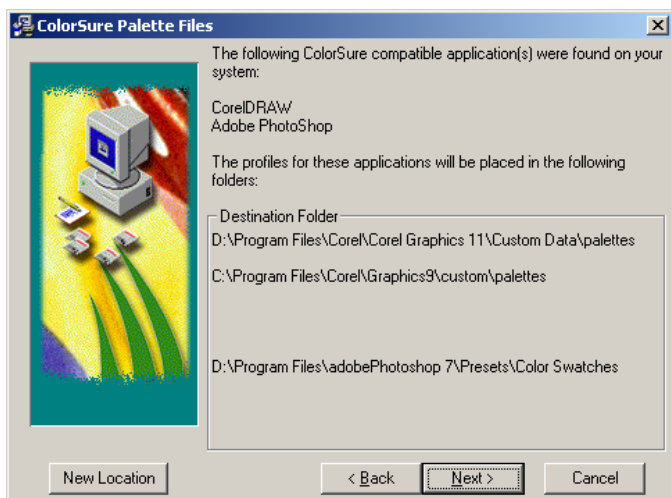 ColorSure Palette Files
The following ColorSure compatible application(s) were found on your
system:
CorelDRAW
Adobe PhotoShop
The profiles for these applications will be placed in the following
folders:
Destination Folder
D:\Program Files\Corel\Corel Graphics 11\Custom Data\palettes
C:\Program Files\Corel\Graphics9\custom\palettes
D:\Program Files\adobePhotoshop 7\Presets\Color Swatches
New Location
< Back
Next >
Cancel